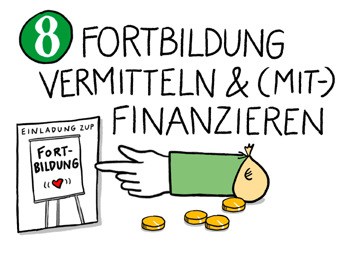 8 FORTBILDUNG
VERMITTELN & (MIT-)
FINANZIEREN
EINLADUNG ZUR
FORT-
BILDUNG
€